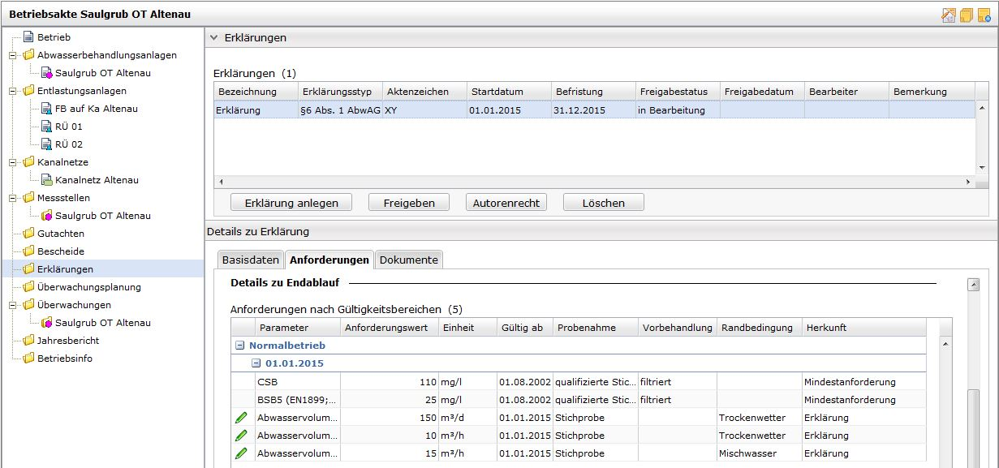 Betriebsakte Saulgrub OT Altenau
Betrieb
Abwasserbehandlungsanlagen
Saulgrub OT Altenau
Entlastungsanlagen
FB auf Ka Altenau
RÜ 01
RÜ 02
Kanalnetze
Kanalnetz Altenau
Messstellen
Saulgrub OT Altenau
Gutachten
Bescheide
Erklärungen
Überwachungsplanung
Überwachungen
Saulgrub OT Altenau
Jahresbericht
Betriebsinfo
Erklärungen
Erklärungen (1)
Bezeichnung Erklärungsstyp Aktenzeichen Startdatum Befristung Freigabestatus Freigabedatum Bearbeiter Bemerkung
Erklärung §6 Abs. 1 AbwAG XY 01.01.2015 31.12.2015 in Bearbeitung
Erklärung anlegen Freigeben Autorenrecht Löschen
Details zu Erklärung
Basisdaten Anforderungen Dokumente
Details zu Endablauf
Anforderungen nach Gültigkeitsbereichen (5)
Parameter Anforderungswert Einheit Gültig ab Probenahme Vorbehandlung Randbedingung Herkunft
Normalbetrieb
01.01.2015
CSB 110 mg/l 01.08.2002 qualifizierte Stic... filtriert Mindestanforderung
BSB5 (EN1899;... 25 mg/l 01.08.2002 qualifizierte Stic... filtriert Mindestanforderung
Abwasservolum... 150 m³/d 01.01.2015 Stichprobe Trockenwetter Erklärung
Abwasservolum... 10 m³/h 01.01.2015 Stichprobe Trockenwetter Erklärung
Abwasservolum... 15 m³/h 01.01.2015 Stichprobe Mischwasser Erklärung